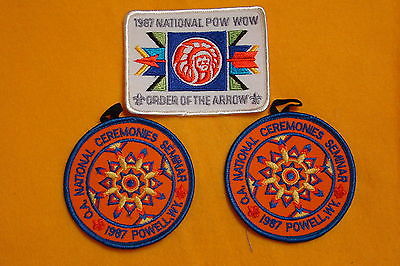 1987 NATIONAL POW WOW
ORDER OF THE ARROW
O.A. NATIONAL CEREMONIES SEMINAR
1987 POWELL, WY.
O.A. NATIONAL CEREMONIES SEMINAR
1987 POWELL, WY.